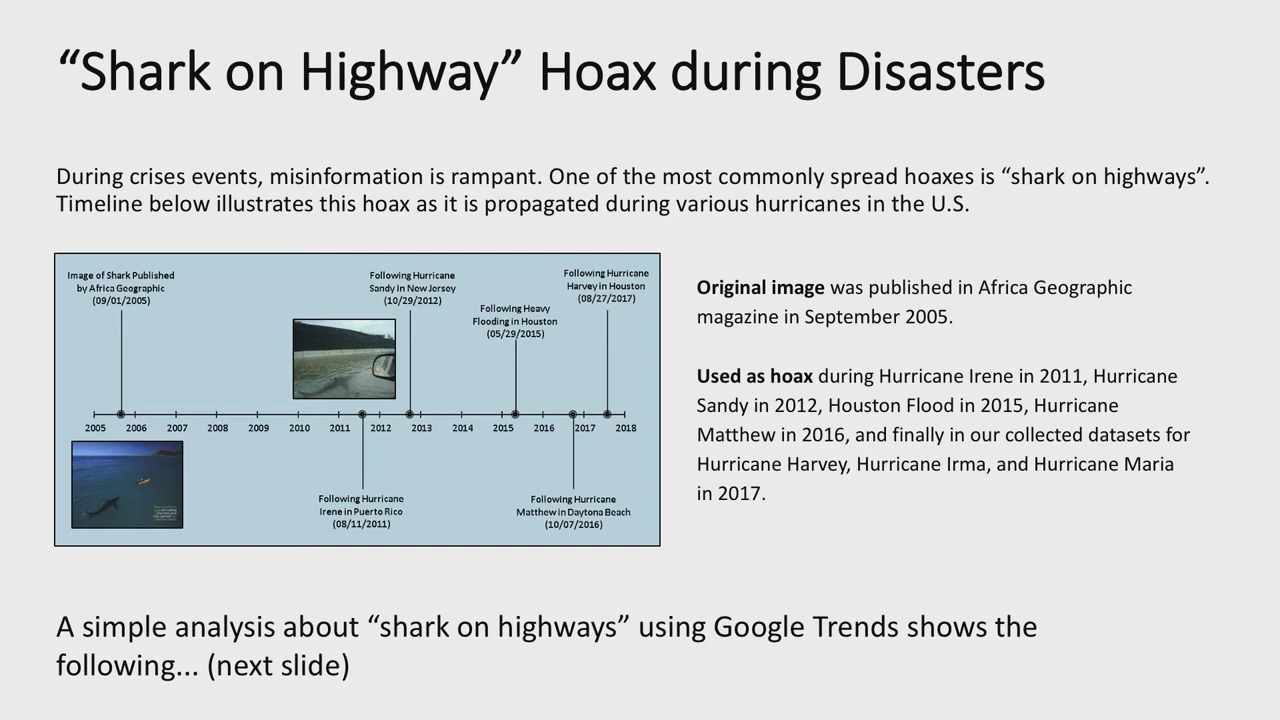 “Shark on Highway” Hoax during Disasters
During crises events, misinformation is rampant. One of the most commonly spread hoaxes is “shark on highways”.
Timeline below illustrates this hoax as it is propagated during various hurricanes in the U.S.
Image of Shark Published
by Africa Geographic
(09/01/2005)
Following Hurricane
Sandy in New Jersey
(10/29/2012)
Following Heavy
Flooding in Houston
(05/29/2015)
Following Hurricane
Harvey in Houston
(08/27/2017)
2005 2006 2007 2008 2009 2010 2011 2012 2013 2014 2015 2016 2017 2018
Following Hurricane
Irene in Puerto Rico
(08/11/2011)
Following Hurricane
Matthew in Daytona Beach
(10/07/2016)
Original image was published in Africa Geographic
magazine in September 2005.
Used as hoax during Hurricane Irene in 2011, Hurricane
Sandy in 2012, Houston Flood in 2015, Hurricane
Matthew in 2016, and finally in our collected datasets for
Hurricane Harvey, Hurricane Irma, and Hurricane Maria
in 2017.
A simple analysis about “shark on highways” using Google Trends shows the
following... (next slide)